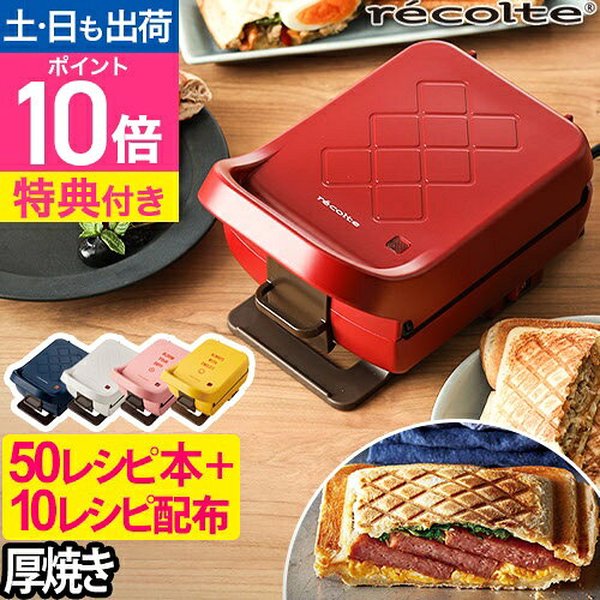 土・日も出荷
ポイント
10倍
特典付き
récolte®
récolte
50レシピ本+
10レシピ配布
厚焼き